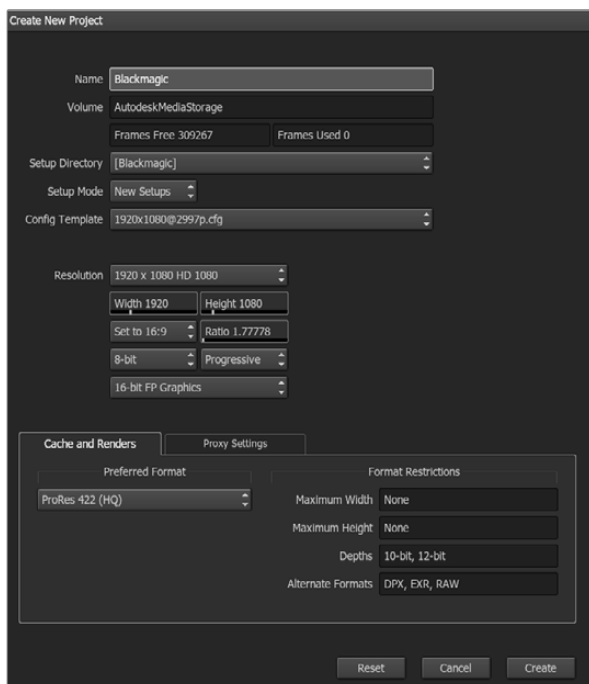 Create New Project
Name Blackmagic
Volume AutodeskMediaStorage
Frames Free 309267 Frames Used 0
Setup Directory [Blackmagic]
Setup Mode New Setups
Config Template 1920x1080@2997p.cfg
Resolution 1920 x 1080 HD 1080
Width 1920 Height 1080
Set to 16:9 Ratio 1.77778
8-bit Progressive
16-bit FP Graphics
Cache and Renders Proxy Settings
Preferred Format Format Restrictions
ProRes 422 (HQ) Maximum Width None
Maximum Height None
Depths 10-bit, 12-bit
Alternate Formats DPX, EXR, RAW
Reset Cancel Create